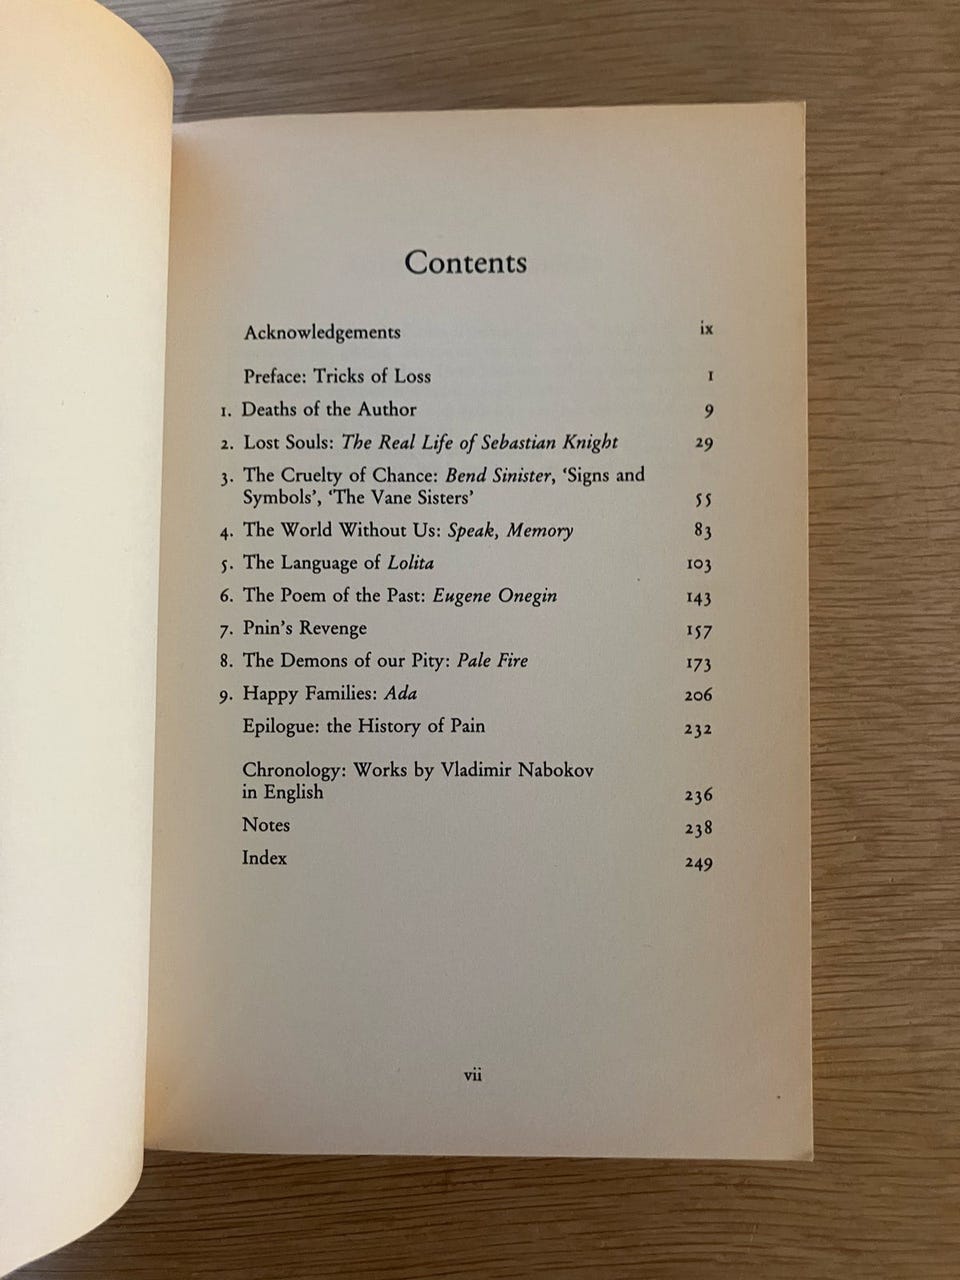 Contents
Acknowledgements ix
Preface: Tricks of Loss 1
1. Deaths of the Author 9
2. Lost Souls: The Real Life of Sebastian Knight 29
3. The Cruelty of Chance: Bend Sinister, ‘Signs and
Symbols’, ‘The Vane Sisters’ 55
4. The World Without Us: Speak, Memory 83
5. The Language of Lolita 103
6. The Poem of the Past: Eugene Onegin 143
7. Pnin’s Revenge 157
8. The Demons of our Pity: Pale Fire 173
9. Happy Families: Ada 206
Epilogue: the History of Pain 232
Chronology: Works by Vladimir Nabokov
in English 236
Notes 238
Index 249
vii